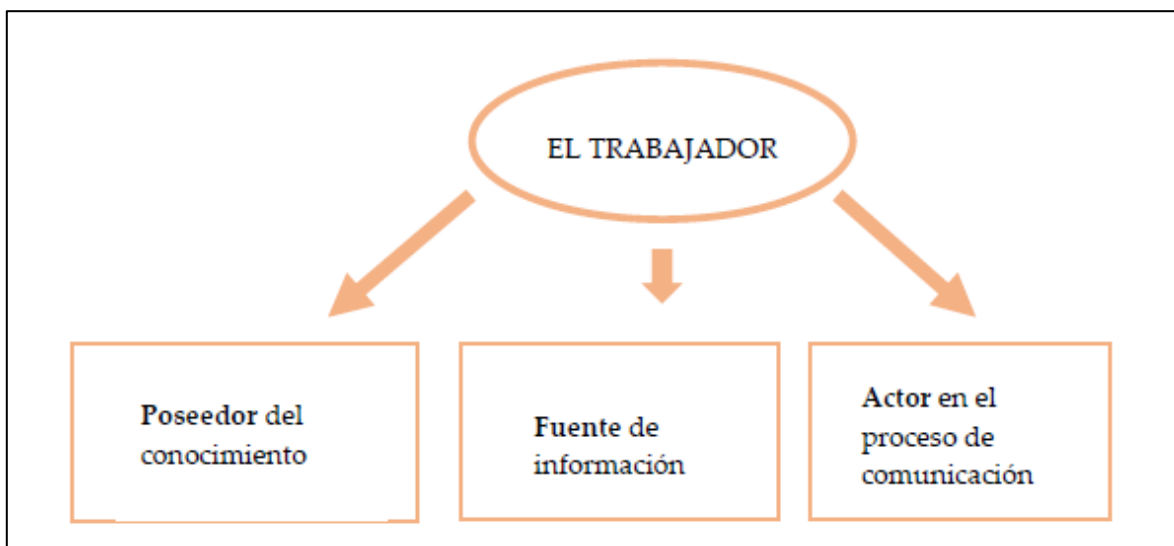 EL TRABAJADOR
Poseedor del
conocimiento
Fuente de
información
Actor en el
proceso de
comunicación